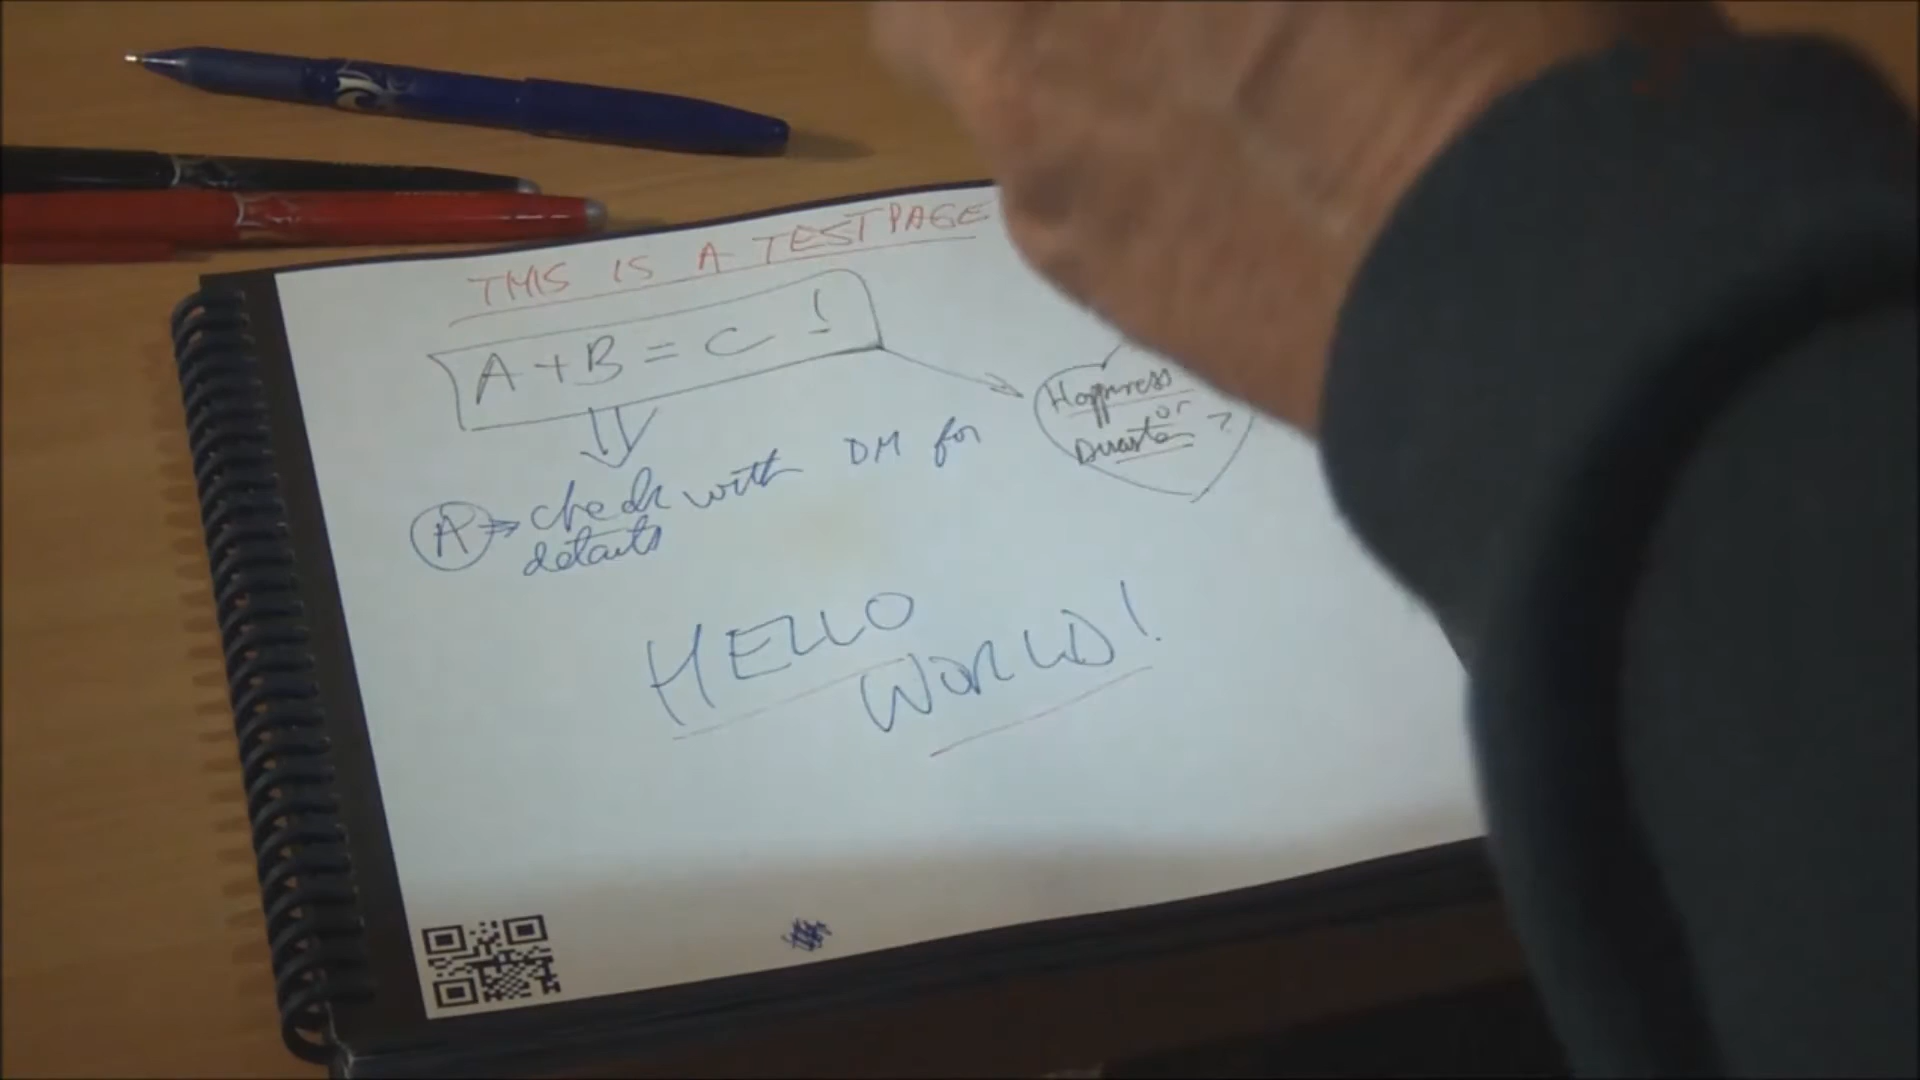 THIS IS A TEST PAGE
A + B = C !
Happiness
or
Disaster ?
(A) → check with DM for
details
HELLO
WORLD!